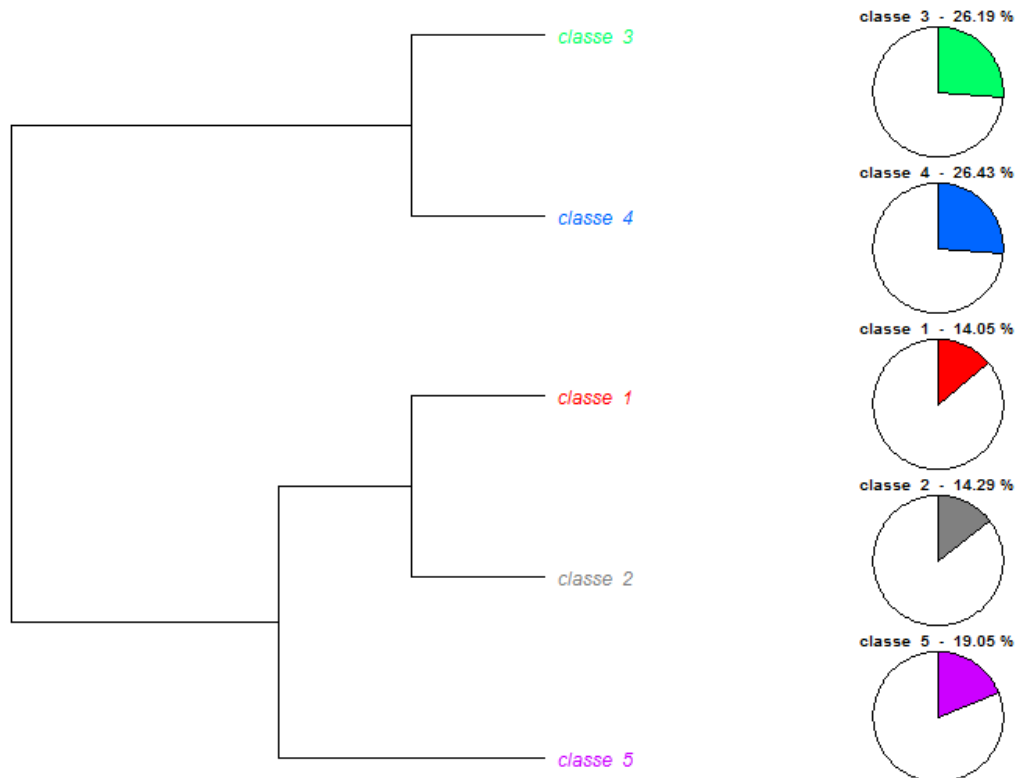 classe 3 - 26.19 %
classe 3
classe 4 - 26.43 %
classe 4
classe 1 - 14.05 %
classe 1
classe 2 - 14.29 %
classe 2
classe 5 - 19.05 %
classe 5